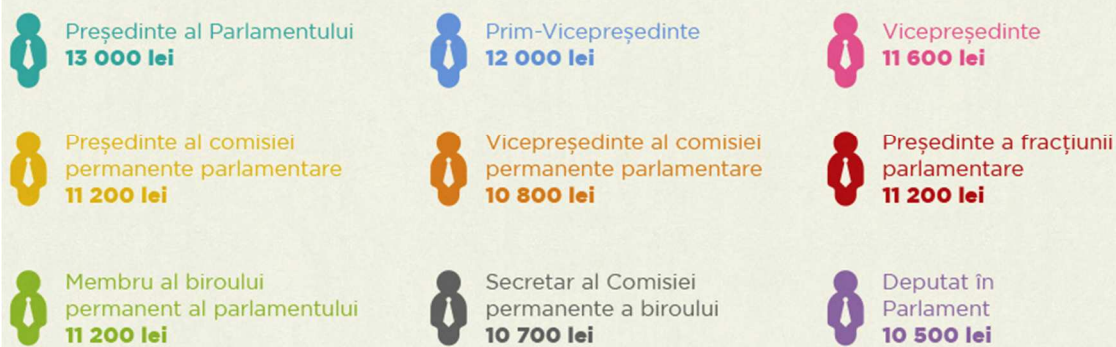 Președinte al Parlamentului
13 000 lei
Prim-Vicepreședinte
12 000 lei
Vicepreședinte
11 600 lei
Președinte al comisiei
permanente parlamentare
11 200 lei
Vicepreședinte al comisiei
permanente parlamentare
10 800 lei
Președinte a fracțiunii
parlamentare
11 200 lei
Membru al biroului
permanent al parlamentului
11 200 lei
Secretar al Comisiei
permanente a biroului
10 700 lei
Deputat în
Parlament
10 500 lei